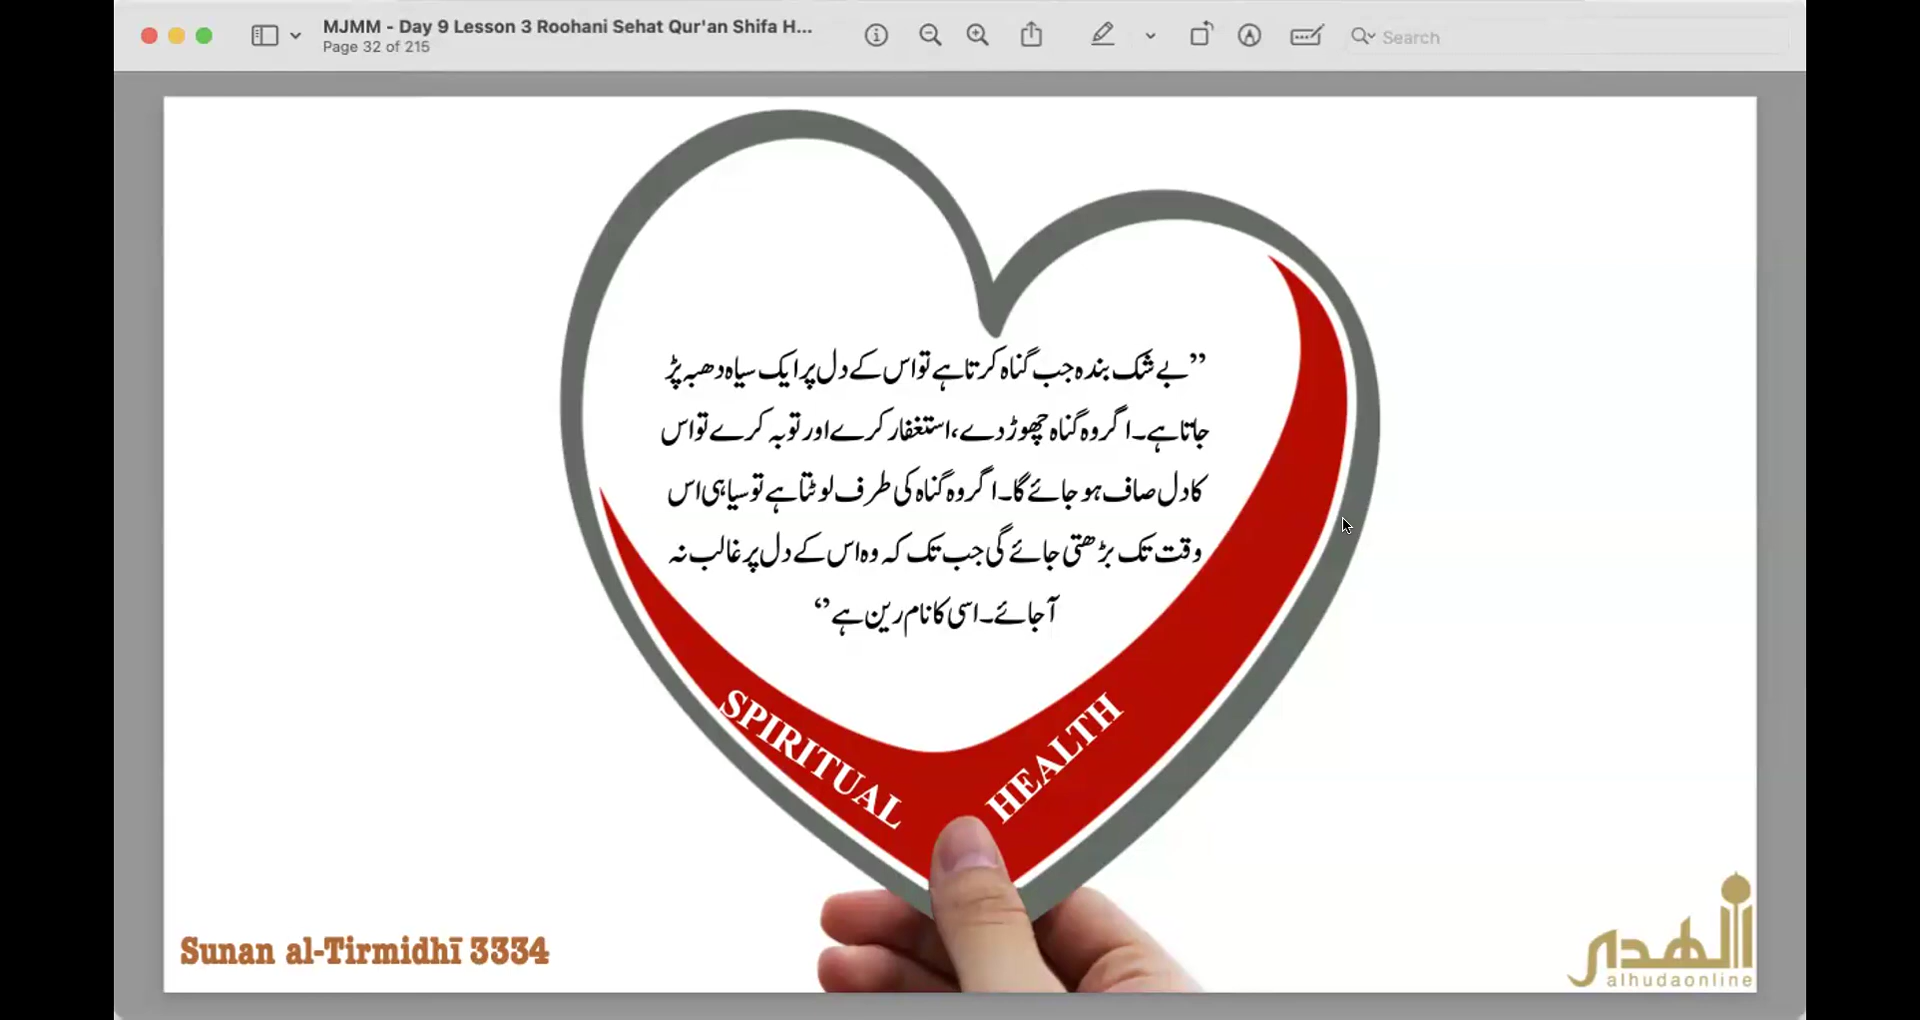 MJMM - Day 9 Lesson 3 Roohani Sehat Qur'an Shifa H...
Page 32 of 215
Search
”بے شک بندہ جب گناہ کرتا ہے تو اس کے دل پر ایک سیاہ دھبہ پڑ
جاتا ہے۔ اگر وہ گناہ چھوڑ دے، استغفار کرے اور توبہ کرے تو اس
کا دل صاف ہو جائے گا۔ اگر وہ گناہ کی طرف لوٹتا ہے تو سیاہی اس
وقت تک بڑھتی جائے گی جب تک کہ وہ اس کے دل پر غالب نہ
آ جائے۔ اسی کا نام رین ہے“
SPIRITUAL HEALTH
Sunan al-Tirmidhī 3334
الهدى
alhudaonline